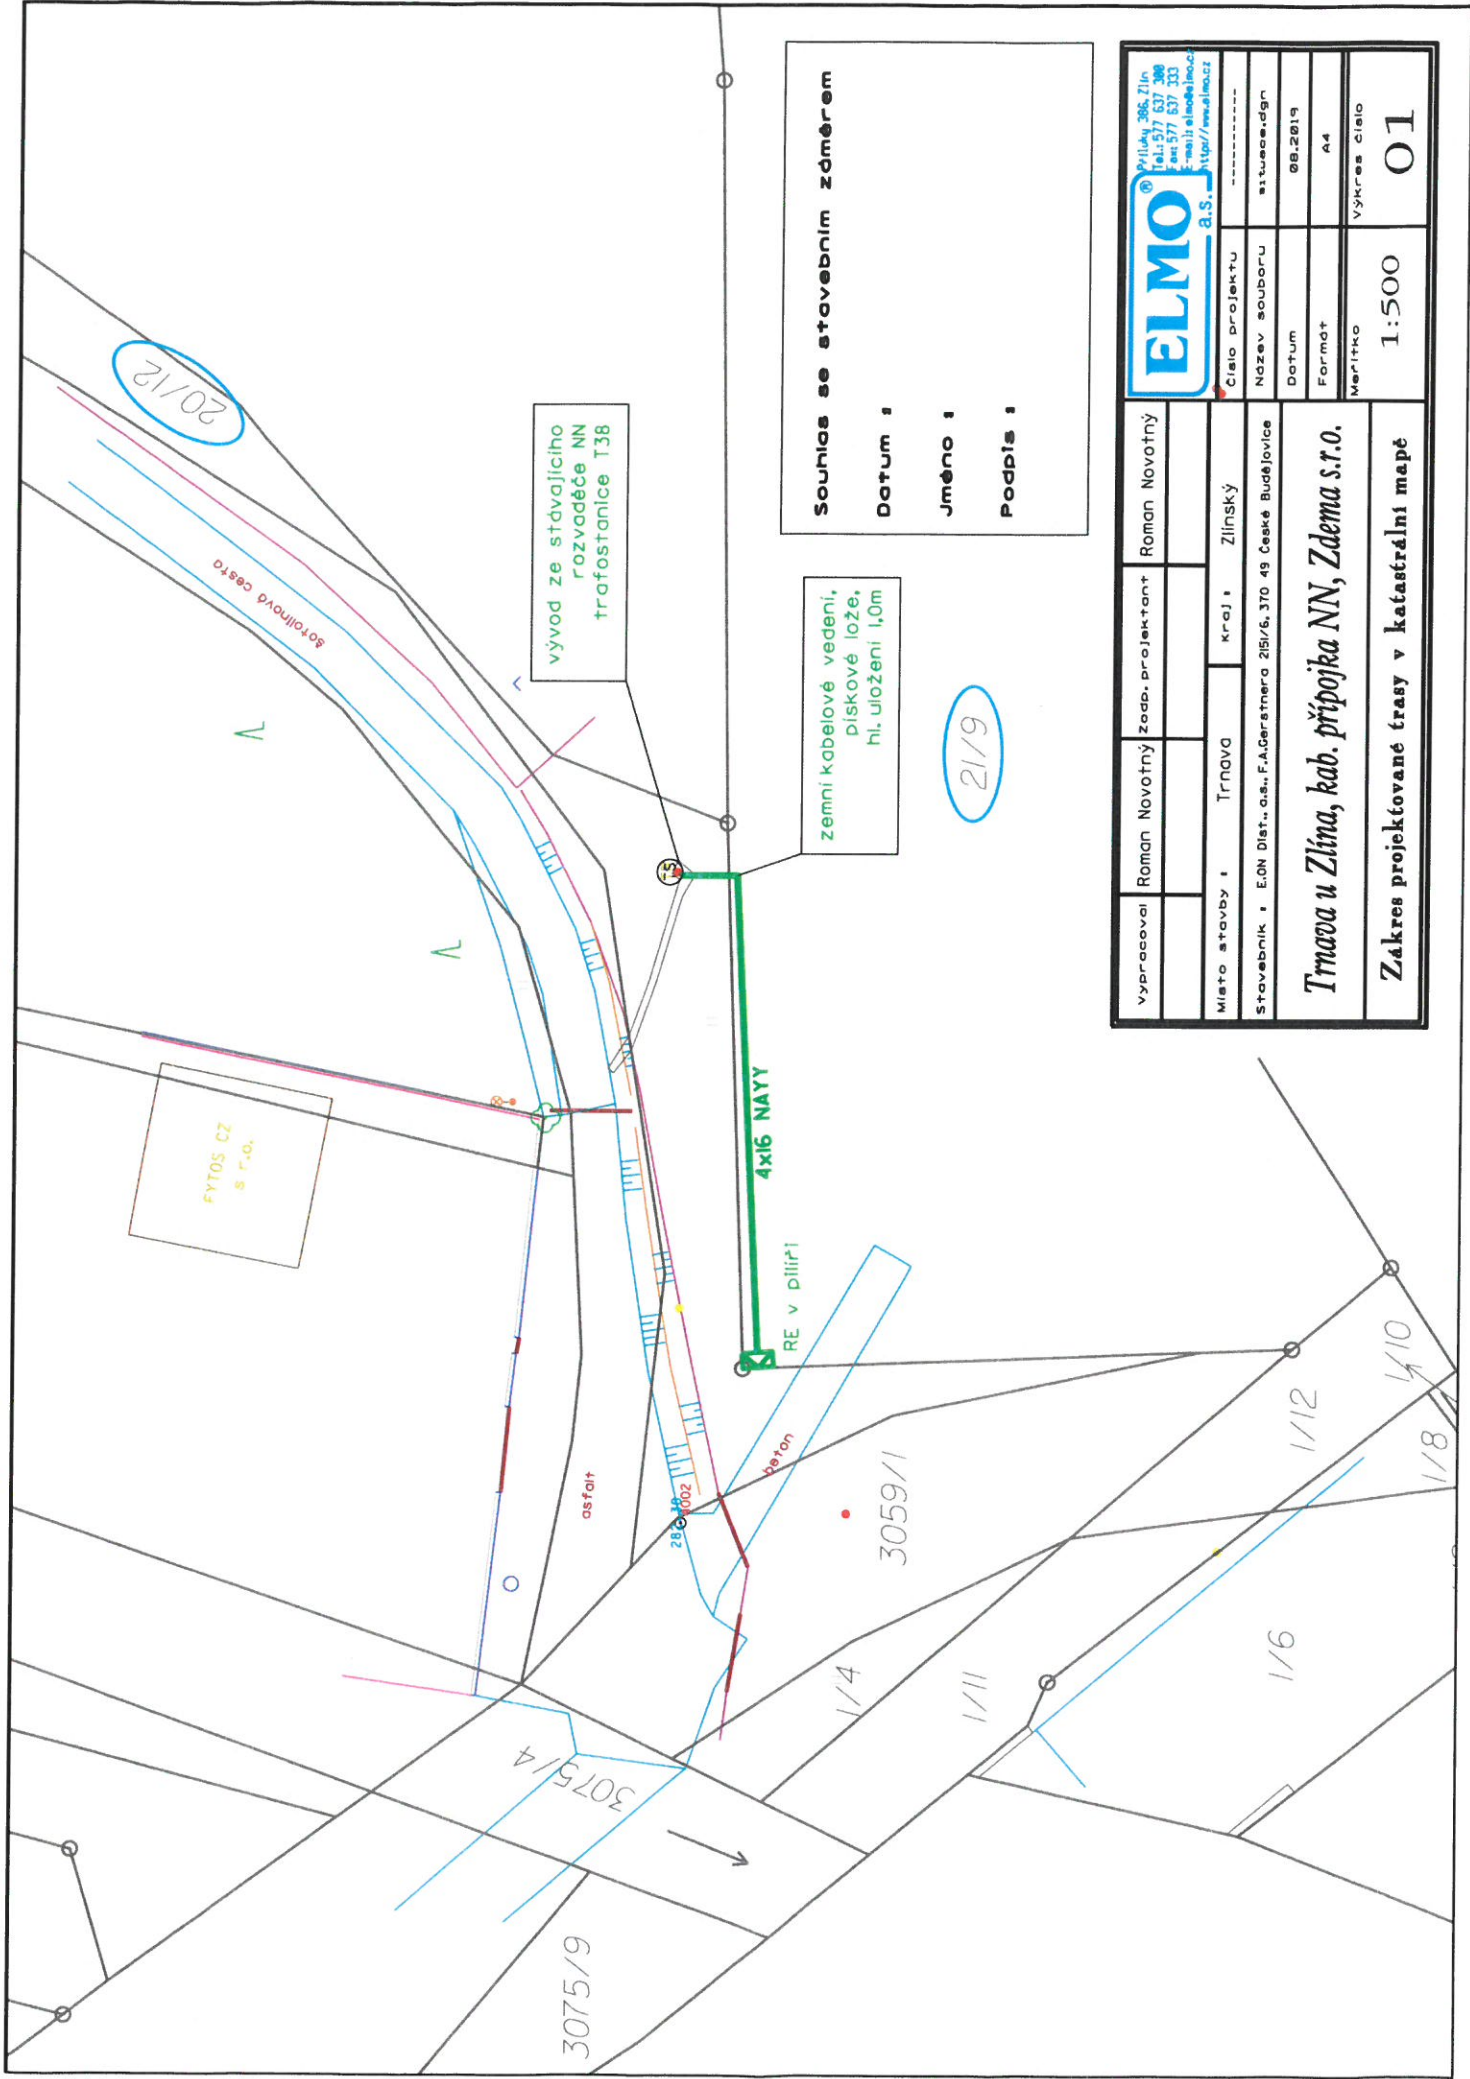 20/12
šotolinová cesta
vývod ze stávajícího
rozvaděče NN
trafostanice T38
FYTOS CZ
s r.o.
zemní kabelové vedení,
pískové lože,
hl. uložení 1,0m
21/9
4x16 NAYY
RE v pilíři
asfalt
beton
3059/1
3075/4
3075/9
1/4
1/11
1/6
1/12
1/10
1/8
Souhlas se stavebním záměrem
Datum :
Jméno :
Podpis :
Vypracoval
Roman Novotný
zodp. projektant
Roman Novotný
ELMO®
a.s.
Příluky 386, Zlín
Tel.: 577 637 300
Fax: 577 637 333
E-mail: elmo@elmo.cz
http://www.elmo.cz
Místo stavby : Trnava
kraj : Zlínský
Stavebník : E.ON Dist., a.s., F.A.Gerstnera 2151/6, 370 49 České Budějovice
Číslo projektu ----------
Název souboru situace.dgn
Datum 08.2019
Formát A4
Trnava u Zlína, kab. přípojka NN, Zdema s.r.o.
Zákres projektované trasy v katastrální mapě
Měřítko
1:500
Výkres číslo
01